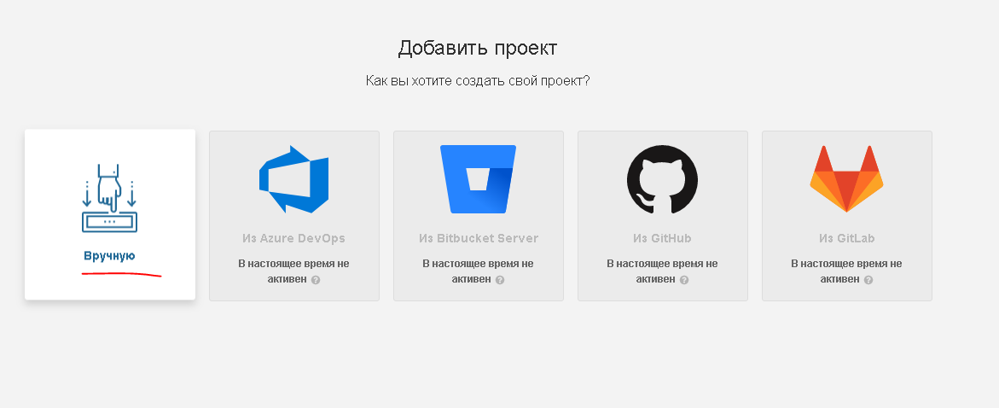 Добавить проект
Как вы хотите создать свой проект?
Вручную
Из Azure DevOps
В настоящее время не
активен ?
Из Bitbucket Server
В настоящее время не
активен ?
Из GitHub
В настоящее время не
активен ?
Из GitLab
В настоящее время не
активен ?